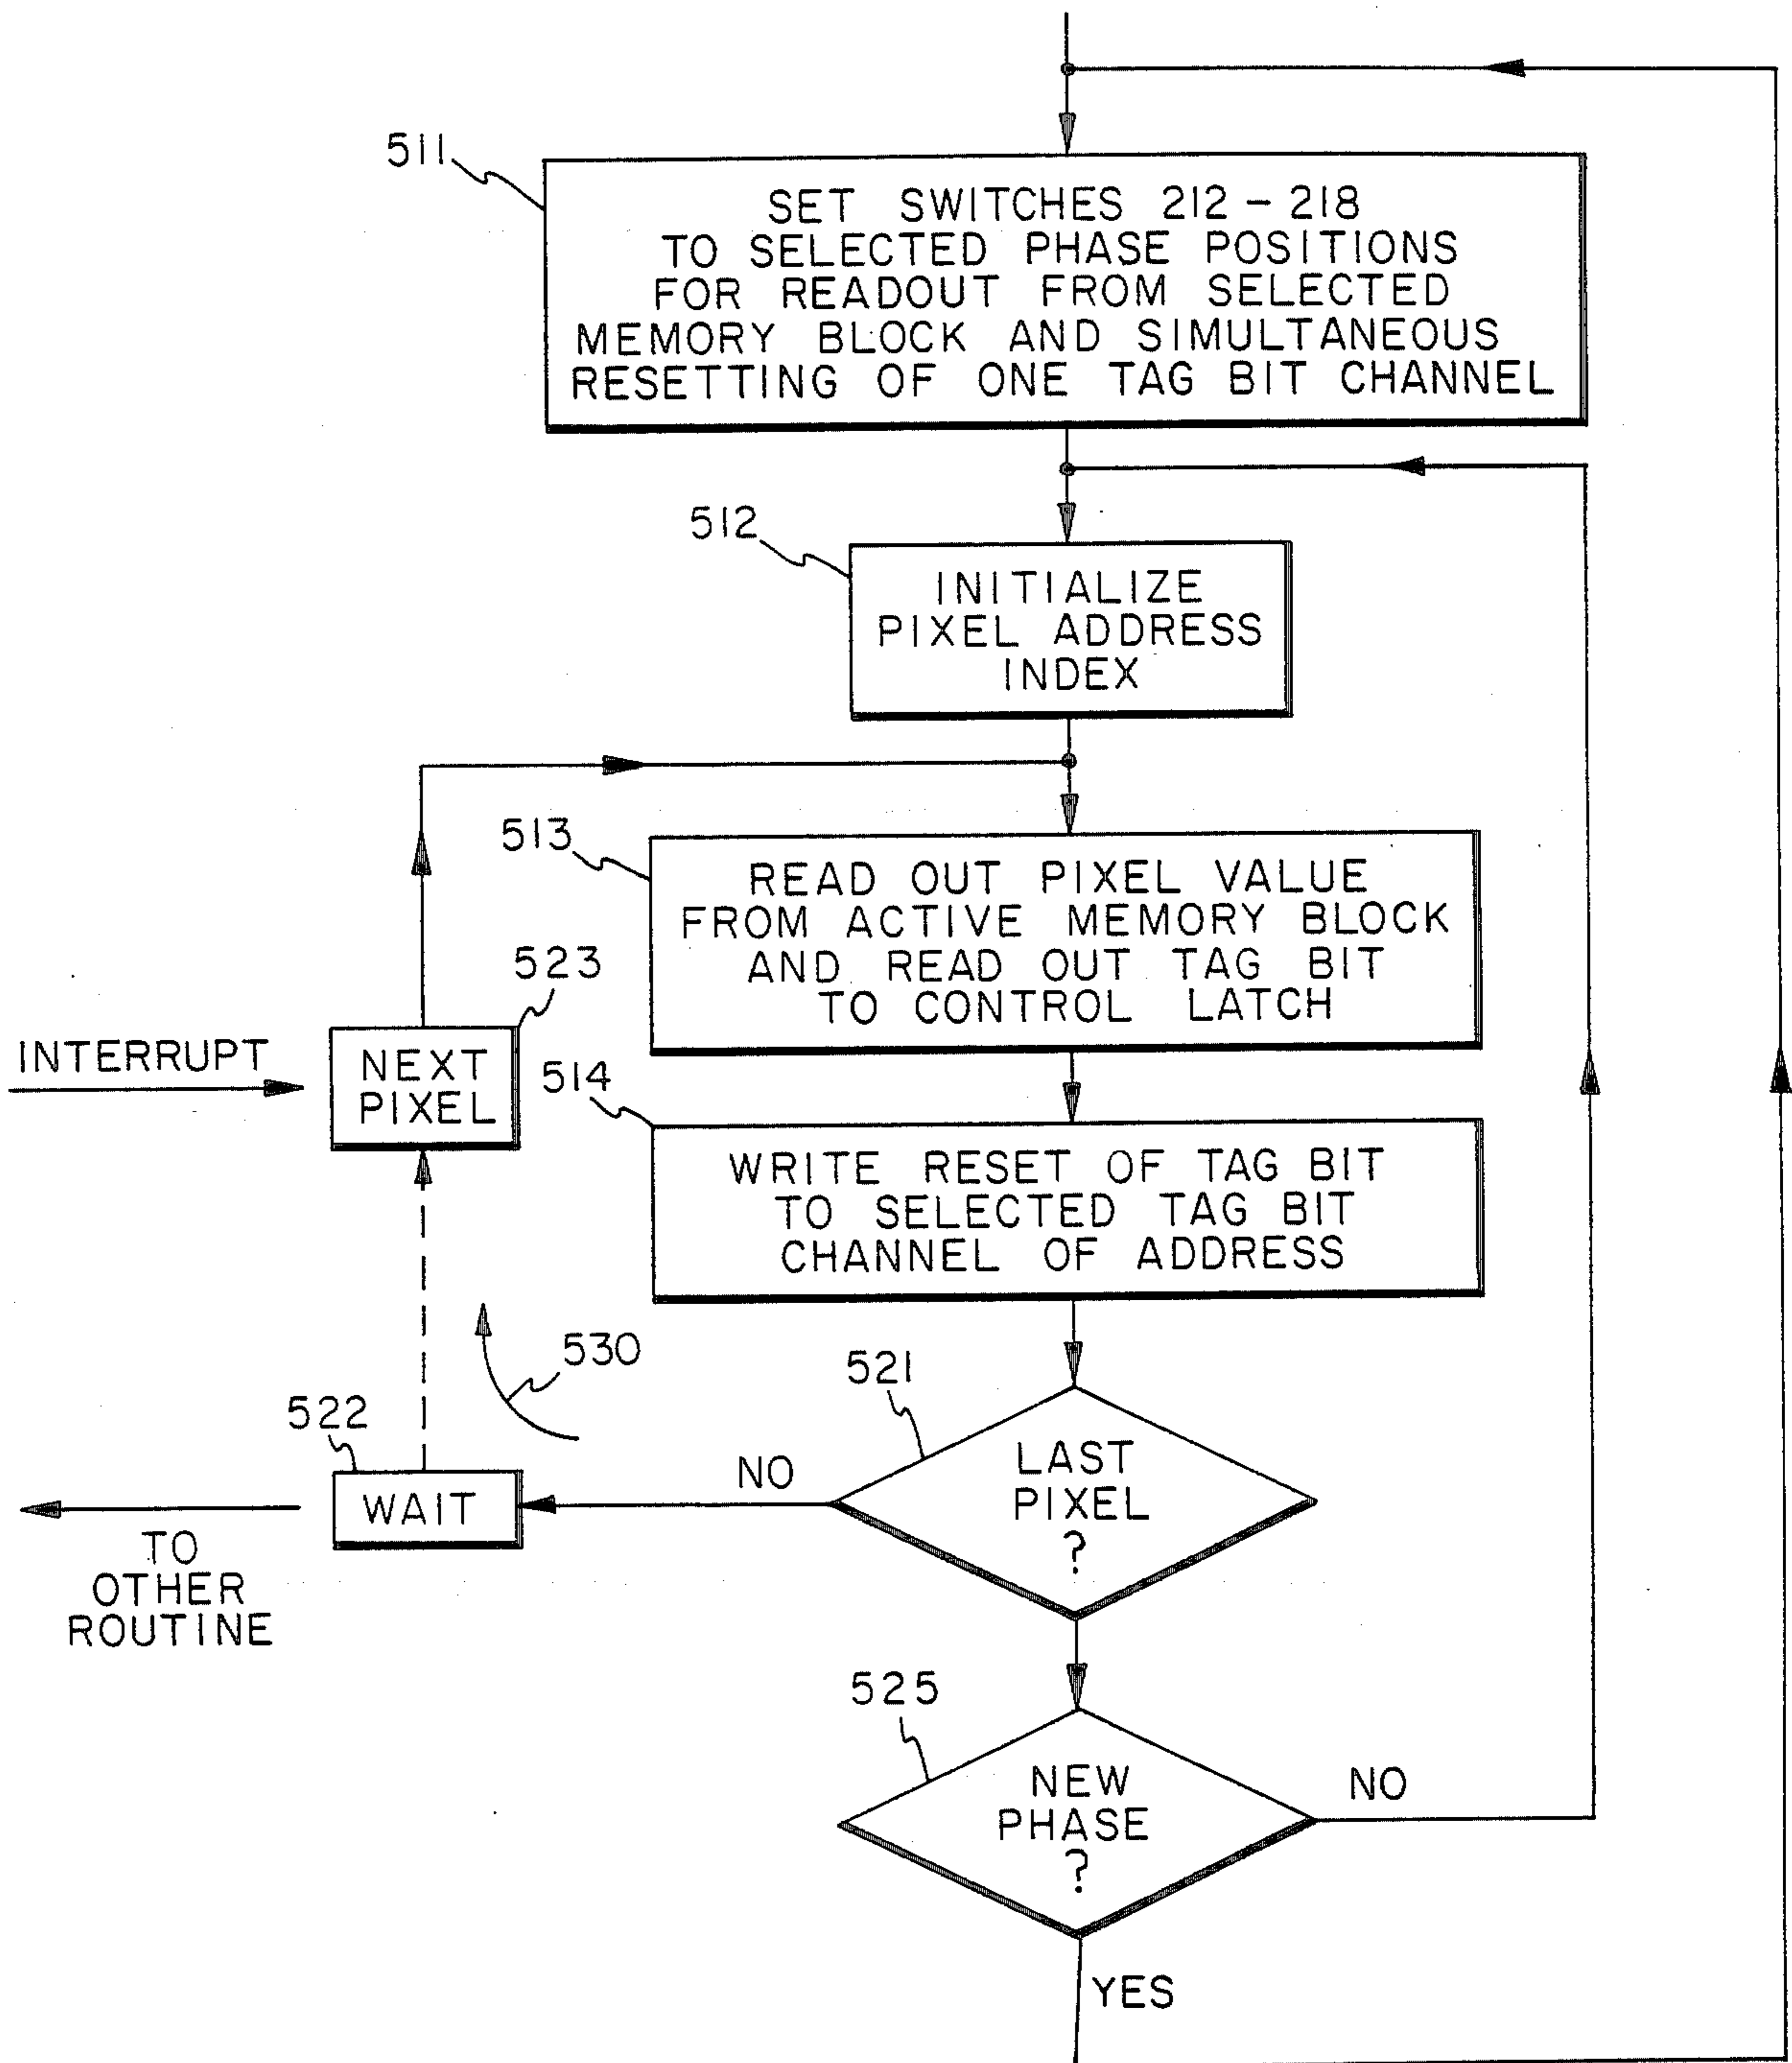 511
SET SWITCHES 212 - 218
TO SELECTED PHASE POSITIONS
FOR READOUT FROM SELECTED
MEMORY BLOCK AND SIMULTANEOUS
RESETTING OF ONE TAG BIT CHANNEL
512
INITIALIZE
PIXEL ADDRESS
INDEX
513
READ OUT PIXEL VALUE
FROM ACTIVE MEMORY BLOCK
AND READ OUT TAG BIT
TO CONTROL LATCH
523
INTERRUPT
NEXT
PIXEL
514
WRITE RESET OF TAG BIT
TO SELECTED TAG BIT
CHANNEL OF ADDRESS
530
521
522
LAST
PIXEL
?
NO
WAIT
TO
OTHER
ROUTINE
525
NEW
PHASE
?
NO
YES